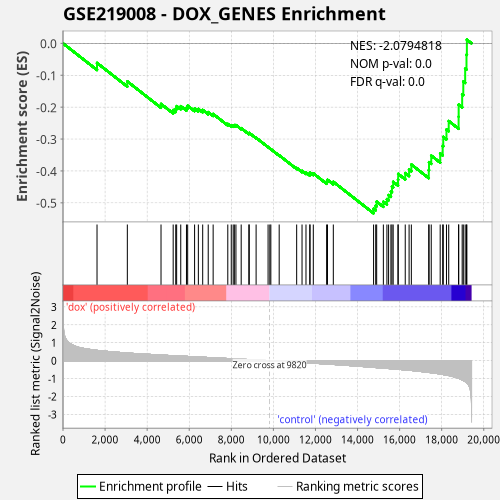 GSE219008 - DOX_GENES Enrichment
Enrichment score (ES)
0.0
-0.1
-0.2
-0.3
-0.4
-0.5
NES: -2.0794818
NOM p-val: 0.0
FDR q-val: 0.0
Ranked list metric (Signal2Noise)
3
2
1
0
-1
-2
-3
'dox' (positively correlated)
Zero cross at 9820
'control' (negatively correlated)
0 2,000 4,000 6,000 8,000 10,000 12,000 14,000 16,000 18,000 20,000
Rank in Ordered Dataset
Enrichment profile Hits Ranking metric scores